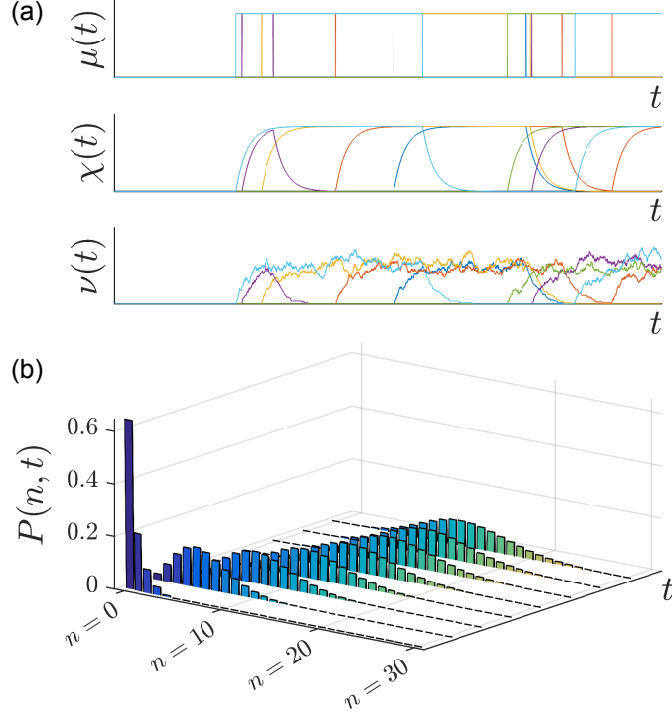 (a)
μ(t)
t
χ(t)
t
ν(t)
t
(b)
P(n, t)
0.6
0.4
0.2
0
n = 0
n = 10
n = 20
n = 30
t